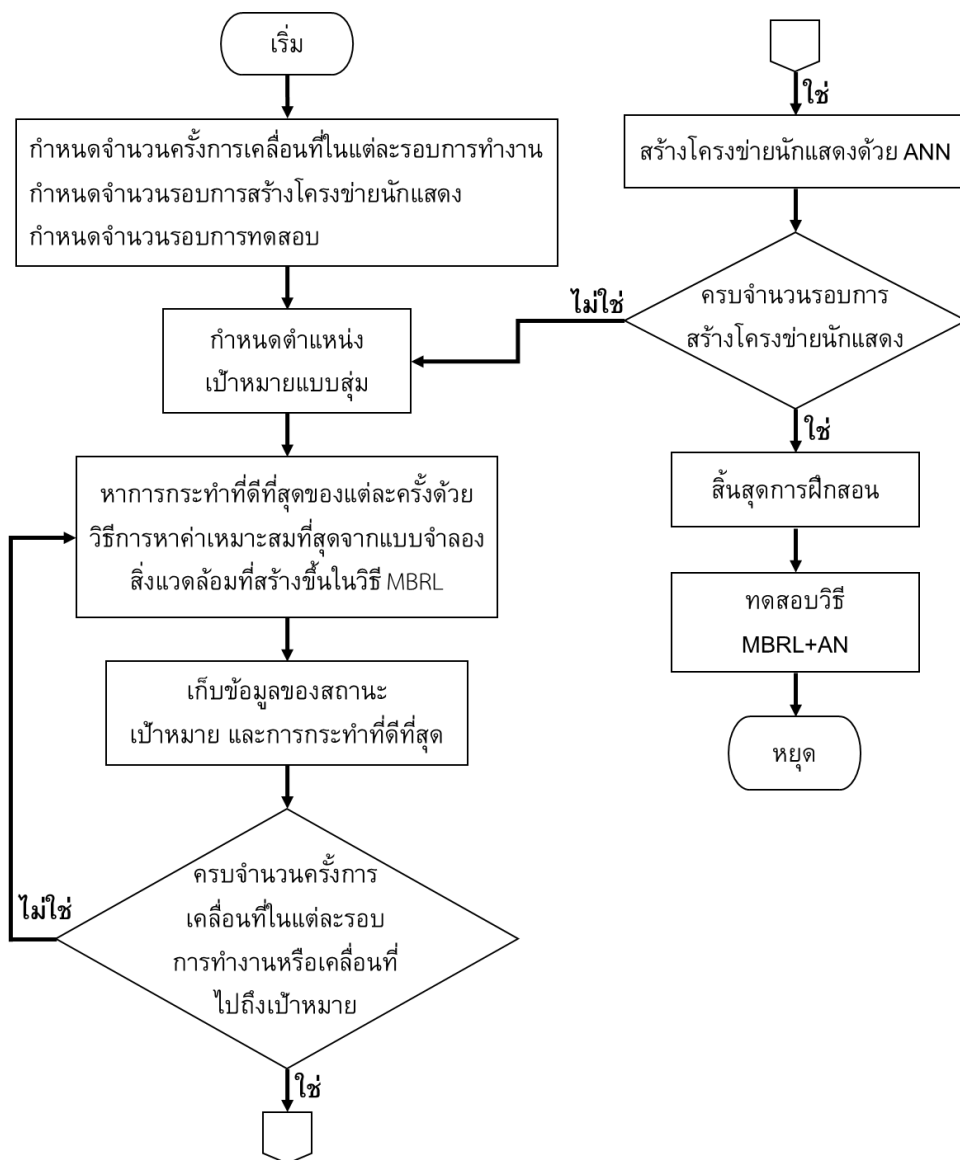 เริ่ม
กำหนดจำนวนครั้งการเคลื่อนที่ในแต่ละรอบการทำงาน
กำหนดจำนวนรอบการสร้างโครงข่ายนักแสดง
กำหนดจำนวนรอบการทดสอบ
กำหนดตำแหน่ง
เป้าหมายแบบสุ่ม
หาการกระทำที่ดีที่สุดของแต่ละครั้งด้วย
วิธีการหาค่าเหมาะสมที่สุดจากแบบจำลอง
สิ่งแวดล้อมที่สร้างขึ้นในวิธี MBRL
เก็บข้อมูลของสถานะ
เป้าหมาย และการกระทำที่ดีที่สุด
ครบจำนวนครั้งการ
เคลื่อนที่ในแต่ละรอบ
การทำงานหรือเคลื่อนที่
ไปถึงเป้าหมาย
ไม่ใช่
ใช่
ใช่
สร้างโครงข่ายนักแสดงด้วย ANN
ครบจำนวนรอบการ
สร้างโครงข่ายนักแสดง
ไม่ใช่
ใช่
สิ้นสุดการฝึกสอน
ทดสอบวิธี
MBRL+AN
หยุด